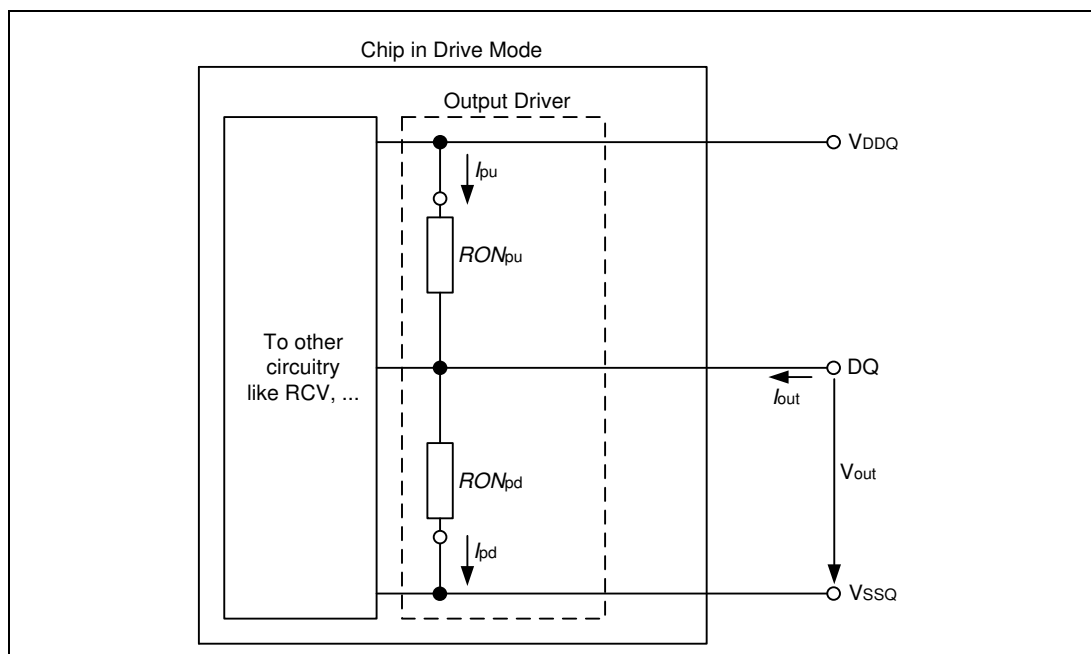 Chip in Drive Mode
Output Driver
VDDQ
Ipu
RONpu
To other
circuitry
like RCV, ...
DQ
Iout
RONpd
Vout
Ipd
VSSQ